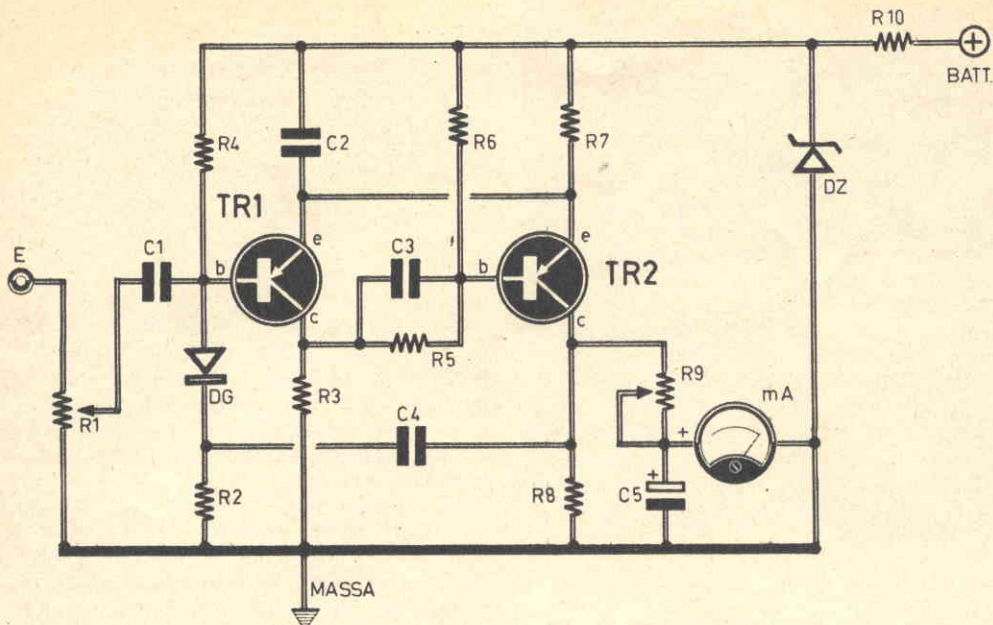 R10
BATT.
R4
C2
R6
R7
DZ
TR1
E
C1
b
e
c
C3
b
e
c
TR2
R5
R1
DG
R3
R9
mA
C4
+
+
R2
R8
C5
MASSA